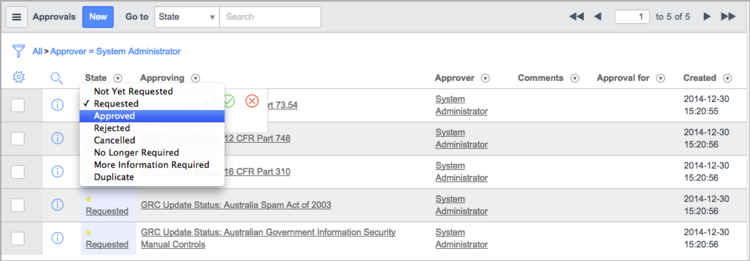 Approvals New Go to State Search 1 to 5 of 5
All > Approver = System Administrator
State Approving Approver Comments Approval for Created
Not Yet Requested
✓ Requested
Approved
Rejected
Cancelled
No Longer Required
More Information Required
Duplicate
Part 73.54
System
Administrator
2014-12-30
15:20:55
12 CFR Part 748
System
Administrator
2014-12-30
15:20:56
16 CFR Part 310
System
Administrator
2014-12-30
15:20:56
Requested
GRC Update Status: Australia Spam Act of 2003
System
Administrator
2014-12-30
15:20:56
Requested
GRC Update Status: Australian Government Information Security
Manual Controls
System
Administrator
2014-12-30
15:20:56